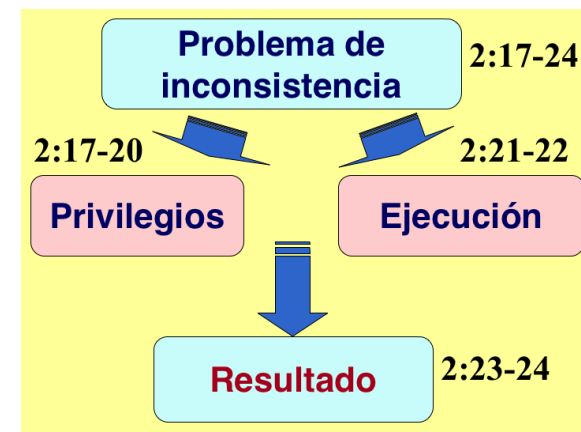 Problema de
inconsistencia
2:17-24
2:17-20
2:21-22
Privilegios
Ejecución
Resultado
2:23-24